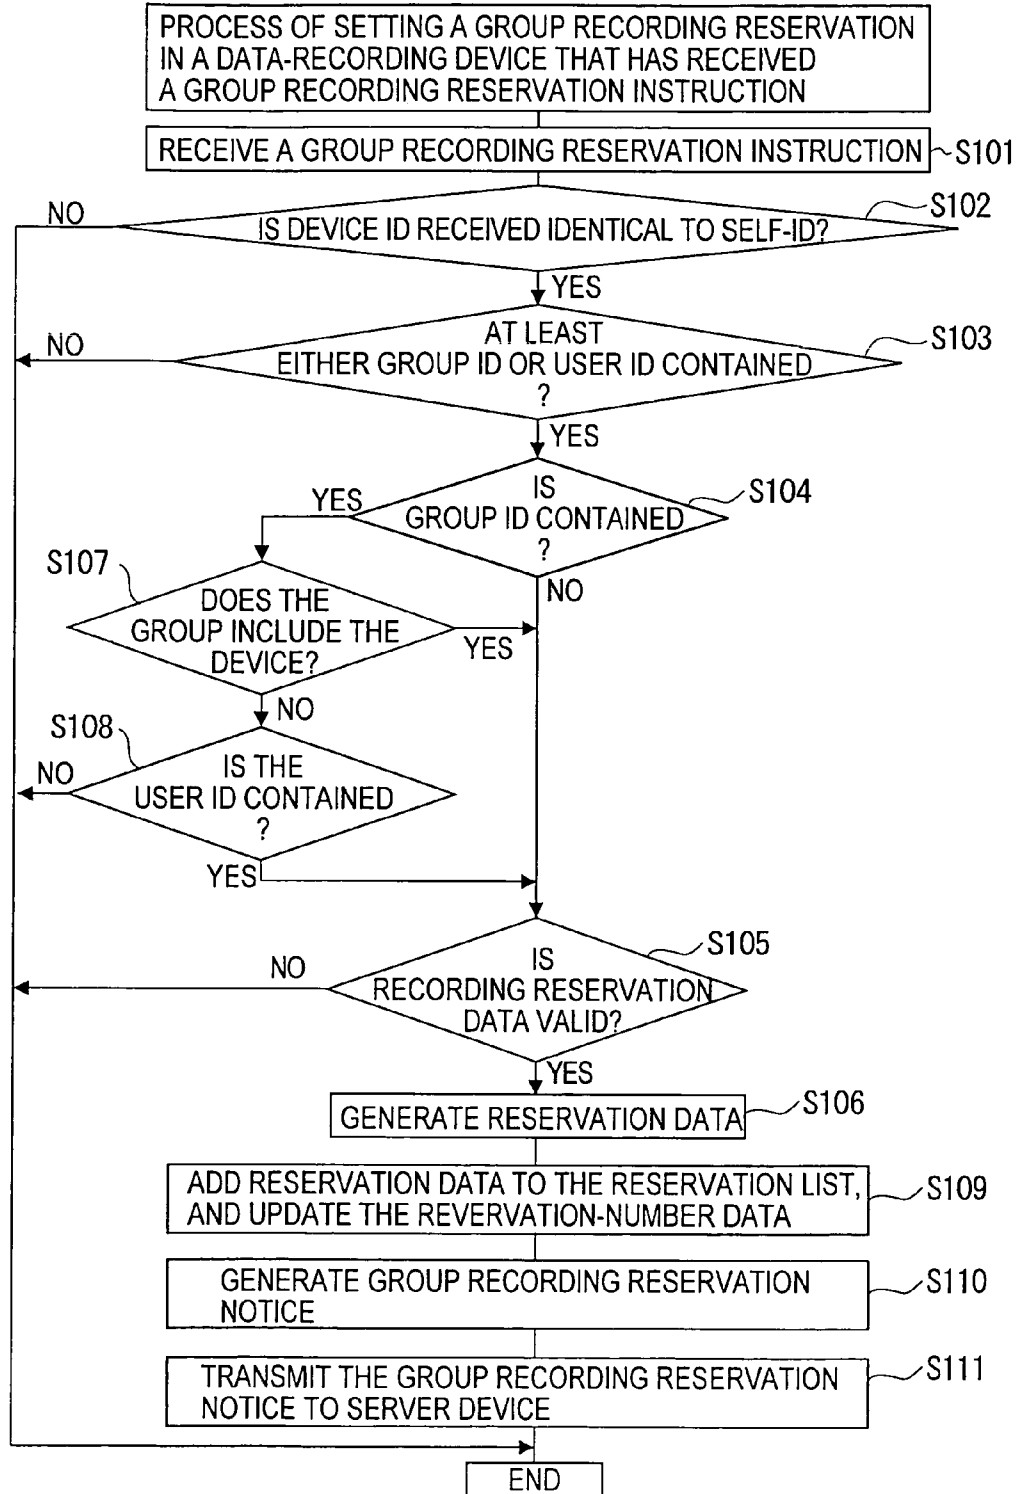 PROCESS OF SETTING A GROUP RECORDING RESERVATION
IN A DATA-RECORDING DEVICE THAT HAS RECEIVED
A GROUP RECORDING RESERVATION INSTRUCTION
RECEIVE A GROUP RECORDING RESERVATION INSTRUCTION
S101
NO
IS DEVICE ID RECEIVED IDENTICAL TO SELF-ID?
S102
YES
NO
AT LEAST
EITHER GROUP ID OR USER ID CONTAINED
?
S103
YES
YES
IS
GROUP ID CONTAINED
?
S104
NO
S107
DOES THE
GROUP INCLUDE THE
DEVICE?
YES
NO
S108
NO
IS THE
USER ID CONTAINED
?
YES
NO
IS
RECORDING RESERVATION
DATA VALID?
S105
YES
GENERATE RESERVATION DATA
S106
ADD RESERVATION DATA TO THE RESERVATION LIST,
AND UPDATE THE REVERVATION-NUMBER DATA
S109
GENERATE GROUP RECORDING RESERVATION
NOTICE
S110
TRANSMIT THE GROUP RECORDING RESERVATION
NOTICE TO SERVER DEVICE
S111
END